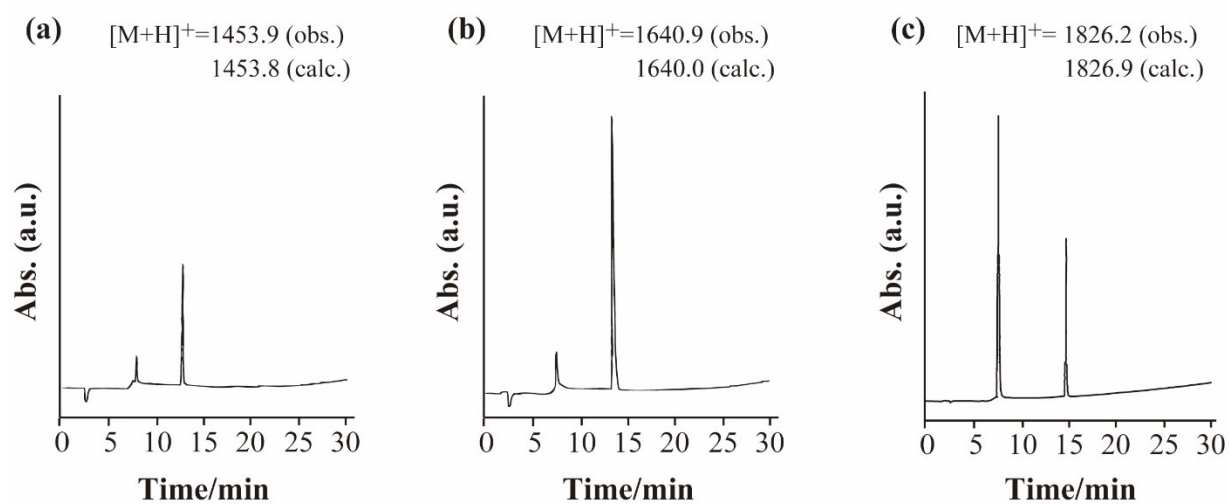 (a) [M+H]+=1453.9 (obs.)
1453.8 (calc.)
Abs. (a.u.)
0 5 10 15 20 25 30
Time/min
(b) [M+H]+=1640.9 (obs.)
1640.0 (calc.)
Abs. (a.u.)
0 5 10 15 20 25 30
Time/min
(c) [M+H]+= 1826.2 (obs.)
1826.9 (calc.)
Abs. (a.u.)
0 5 10 15 20 25 30
Time/min